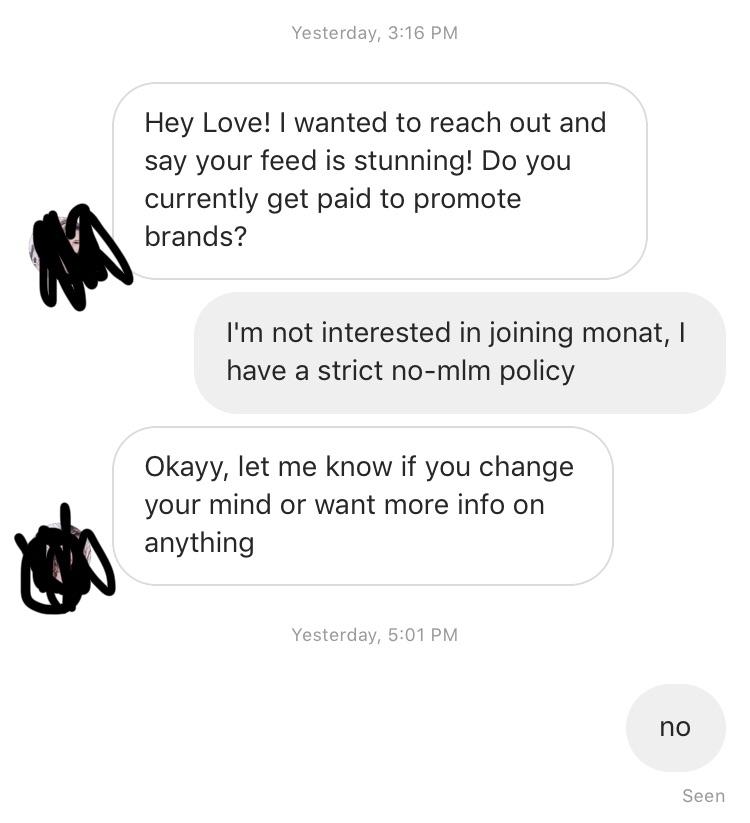 Yesterday, 3:16 PM
Hey Love! I wanted to reach out and
say your feed is stunning! Do you
currently get paid to promote
brands?
I'm not interested in joining monat, I
have a strict no-mlm policy
Okayy, let me know if you change
your mind or want more info on
anything
Yesterday, 5:01 PM
no
Seen